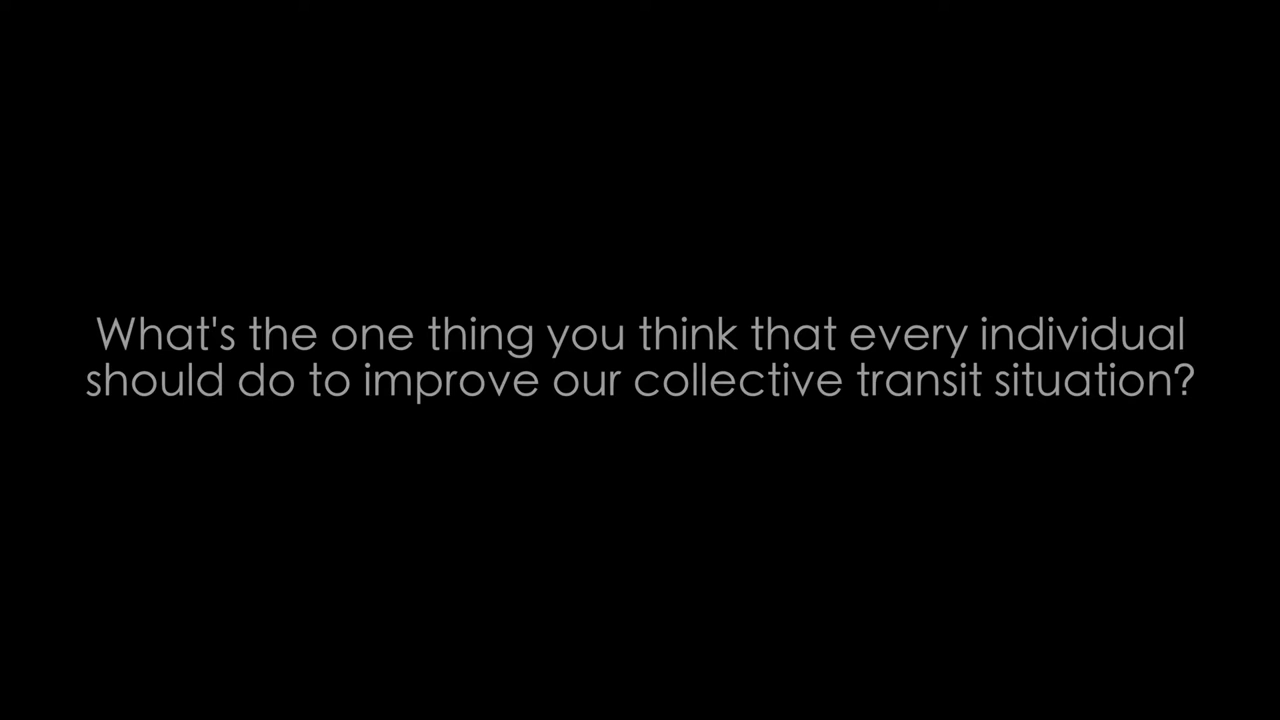 What's the one thing you think that every individual
should do to improve our collective transit situation?